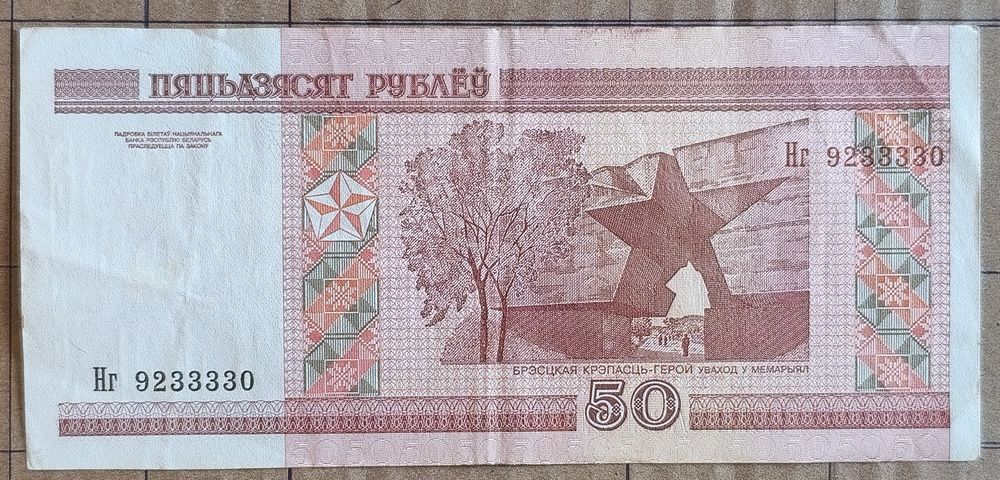 ПЯЦЬДЗЯСЯТ РУБЛЁЎ
ПАДРОБКА БІЛЕТАЎ НАЦЫЯНАЛЬНАГА
БАНКА РЭСПУБЛІКІ БЕЛАРУСЬ
ПРАСЛЕДУЕЦЦА ПА ЗАКОНУ
Нг 9233330
Нг 9233330
БРЭСЦКАЯ КРЭПАСЦЬ-ГЕРОЙ УВАХОД У МЕМАРЫЯЛ
50